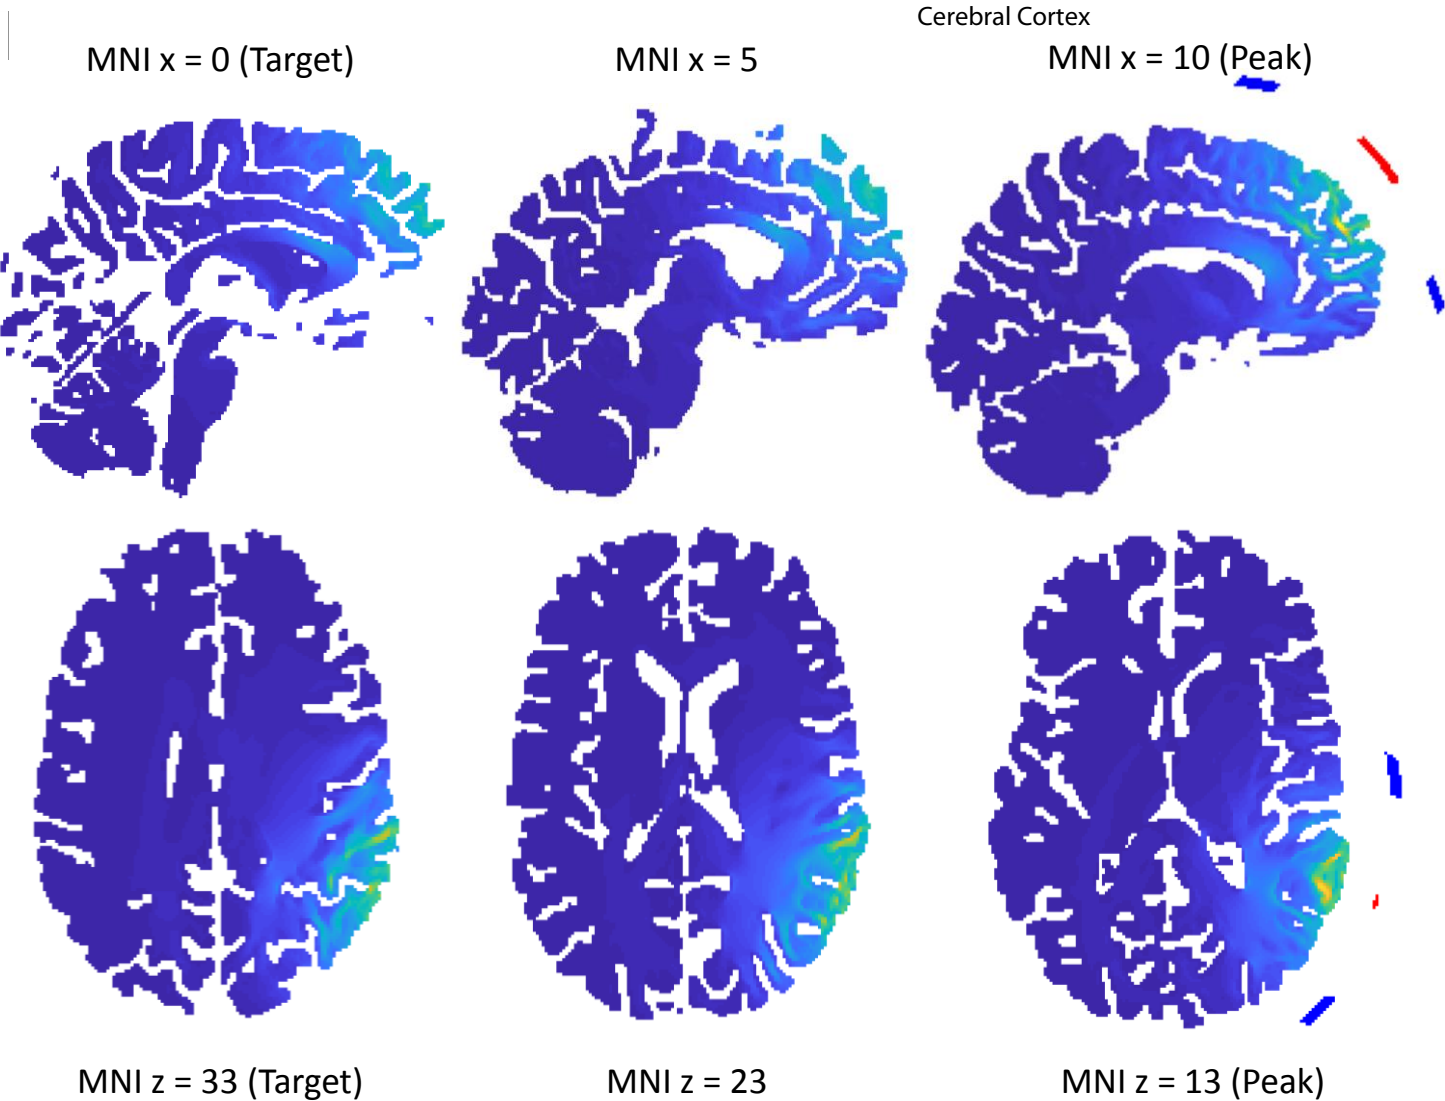 Cerebral Cortex
MNI x = 0 (Target)
MNI x = 5
MNI x = 10 (Peak)
MNI z = 33 (Target)
MNI z = 23
MNI z = 13 (Peak)